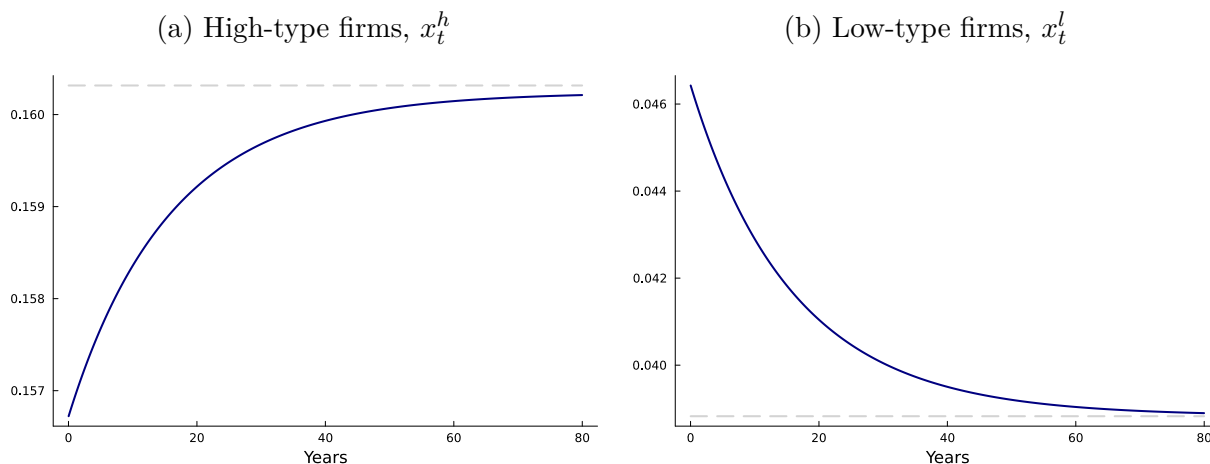 (a) High-type firms, $x_t^h$
0.160
0.159
0.158
0.157
0 20 40 60 80
Years
(b) Low-type firms, $x_t^l$
0.046
0.044
0.042
0.040
0 20 40 60 80
Years